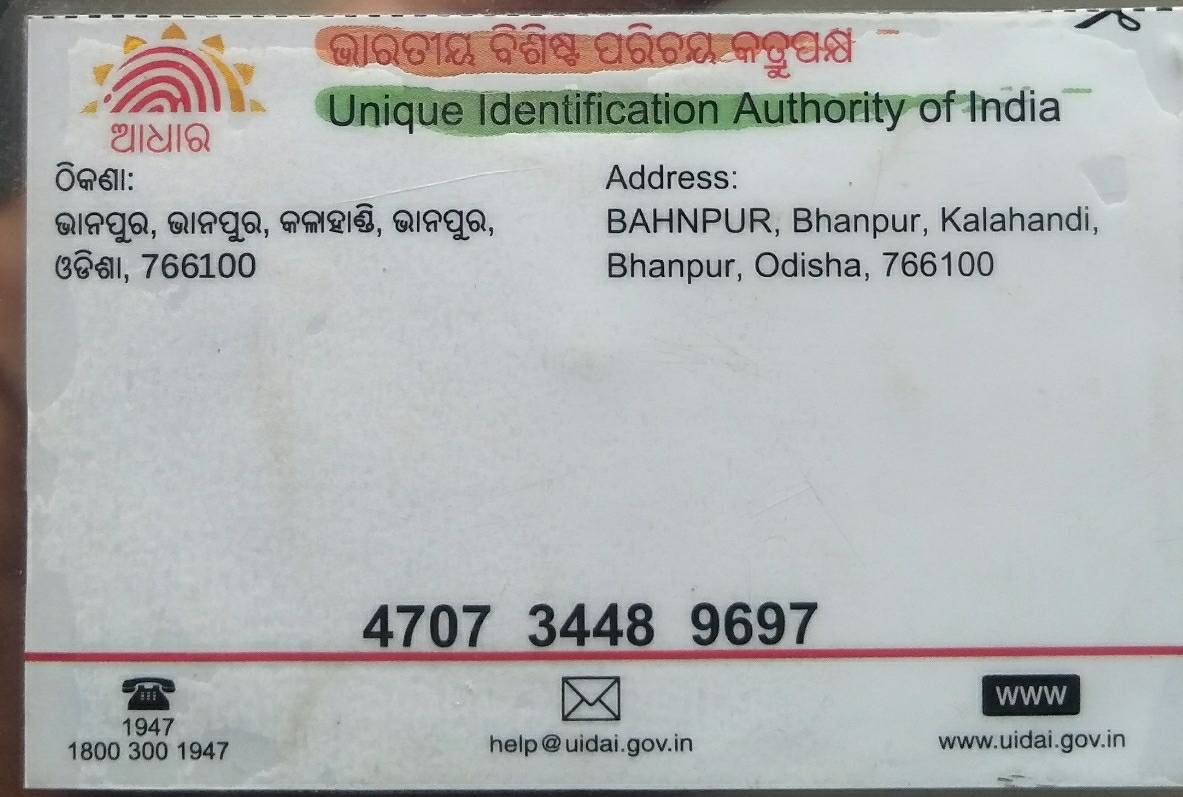 ଭାରତୀୟ ବିଶିଷ୍ଟ ପରିଚୟ କତ୍ରୁପକ୍ଷ
Unique Identification Authority of India
ଆଧାର
ଠିକଣା:
ଭାନପୁର, ଭାନପୁର, କଳାହାଣ୍ଡି, ଭାନପୁର,
ଓଡିଶା, 766100
Address:
BAHNPUR, Bhanpur, Kalahandi,
Bhanpur, Odisha, 766100
4707 3448 9697
1947
1800 300 1947
help@uidai.gov.in
www
www.uidai.gov.in